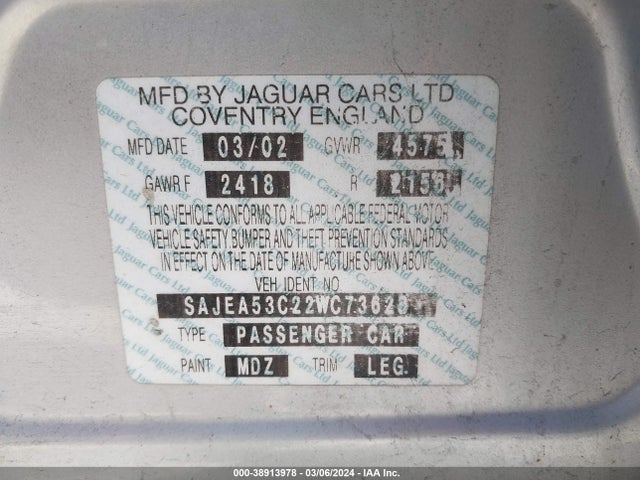 MFD BY JAGUAR CARS LTD
COVENTRY ENGLAND
MFD DATE 03/02 GVWR 4575
GAWR F 2418 R
THIS VEHICLE CONFORMS TO ALL APPLICABLE FEDERAL MOTOR
VEHICLE SAFETY BUMPER AND THEFT PREVENTION STANDARDS
IN EFFECT ON THE DATE OF MANUFACTURE SHOWN ABOVE
VEH IDENT NO
TYPE PASSENGER CAR
PAINT MDZ TRIM LEG
000-38913978 — 03/06/2024 — IAA Inc.